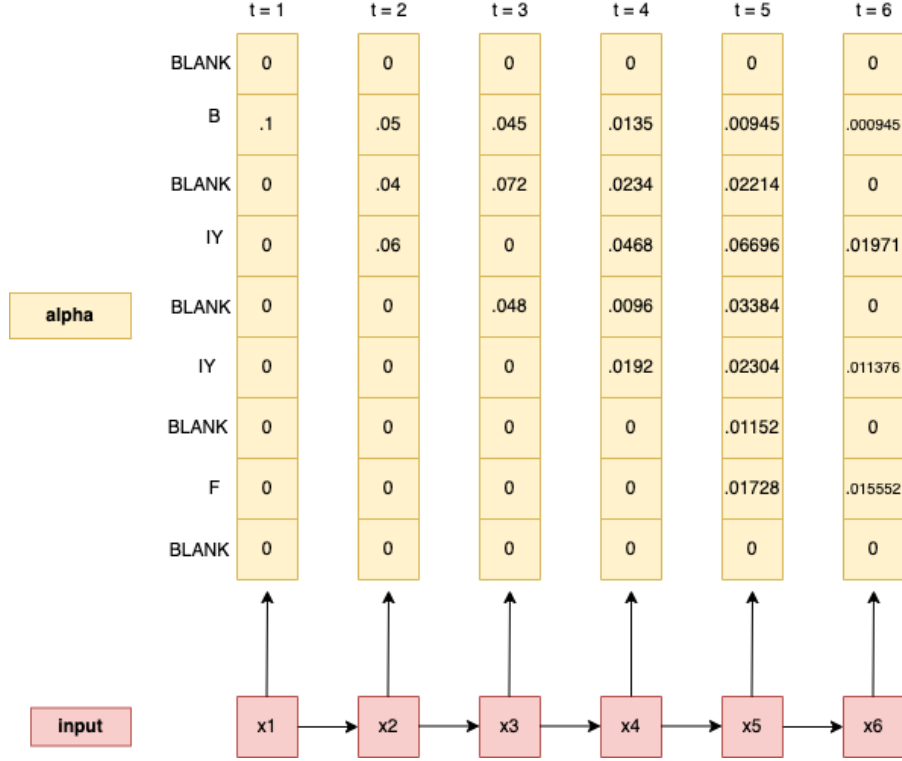 t = 1 t = 2 t = 3 t = 4 t = 5 t = 6
BLANK 0 0 0 0 0 0
B .1 .05 .045 .0135 .00945 .000945
BLANK 0 .04 .072 .0234 .02214 0
IY 0 .06 0 .0468 .06696 .01971
alpha BLANK 0 0 .048 .0096 .03384 0
IY 0 0 0 .0192 .02304 .011376
BLANK 0 0 0 0 .01152 0
F 0 0 0 0 .01728 .015552
BLANK 0 0 0 0 0 0
input x1 x2 x3 x4 x5 x6